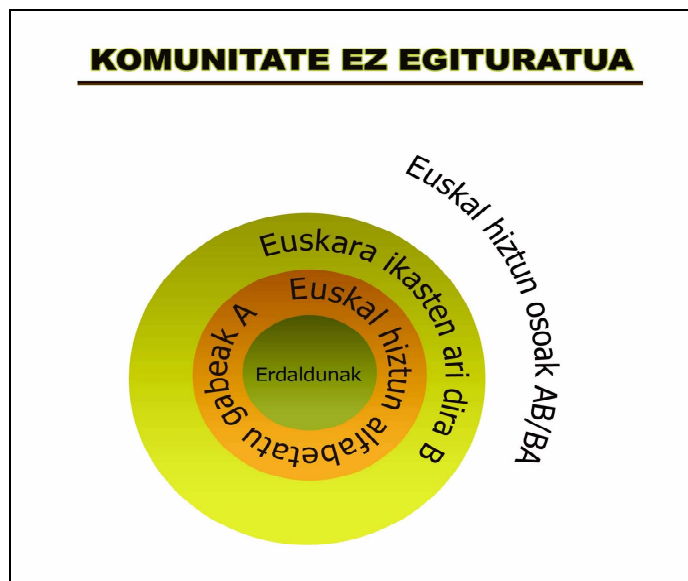 KOMUNITATE EZ EGITURATUA
Euskal hiztun osoak AB/BA
Euskara ikasten ari dira B
Euskal hiztun alfabetatu gabeak A
Erdaldunak